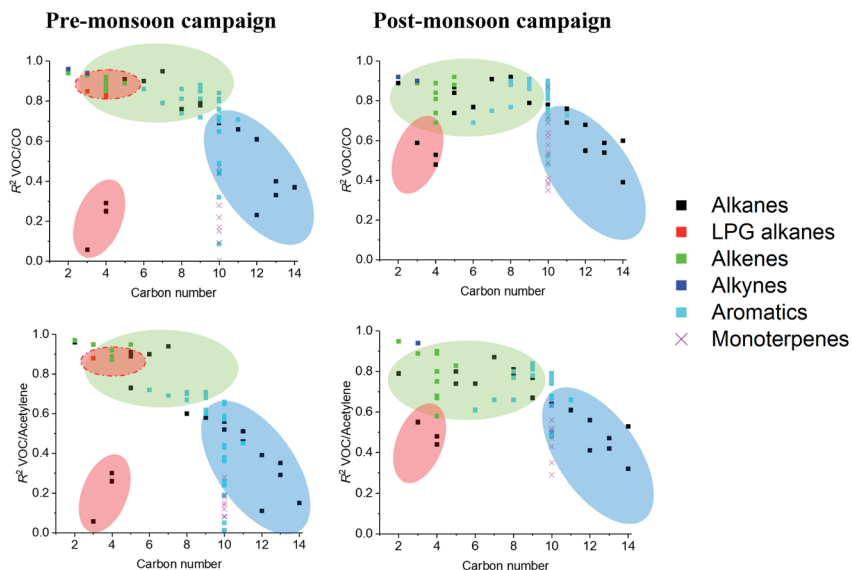 Pre-monsoon campaign
Post-monsoon campaign
1.0
0.8
0.6
0.4
0.2
0.0
2 4 6 8 10 12 14
Carbon number
R² VOC/CO
1.0
0.8
0.6
0.4
0.2
0.0
2 4 6 8 10 12 14
Carbon number
R² VOC/CO
Alkanes
LPG alkanes
Alkenes
Alkynes
Aromatics
Monoterpenes
1.0
0.8
0.6
0.4
0.2
0.0
2 4 6 8 10 12 14
Carbon number
R² VOC/Acetylene
1.0
0.8
0.6
0.4
0.2
0.0
2 4 6 8 10 12 14
Carbon number
R² VOC/Acetylene